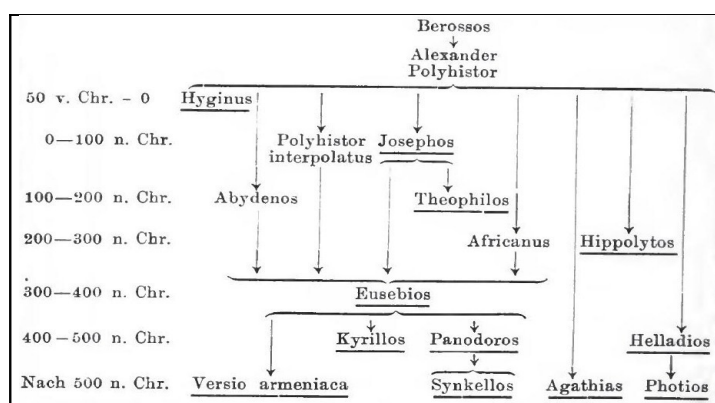 Berossos
Alexander
Polyhistor
50 v. Chr. - 0 Hyginus
0—100 n. Chr. Polyhistor Josephos
interpolatus
100—200 n. Chr. Abydenos Theophilos
200—300 n. Chr. Africanus Hippolytos
300—400 n. Chr. Eusebios
400–500 n. Chr. Kyrillos Panodoros Helladios
Nach 500 n. Chr. Versio armeniaca Synkellos Agathias Photios